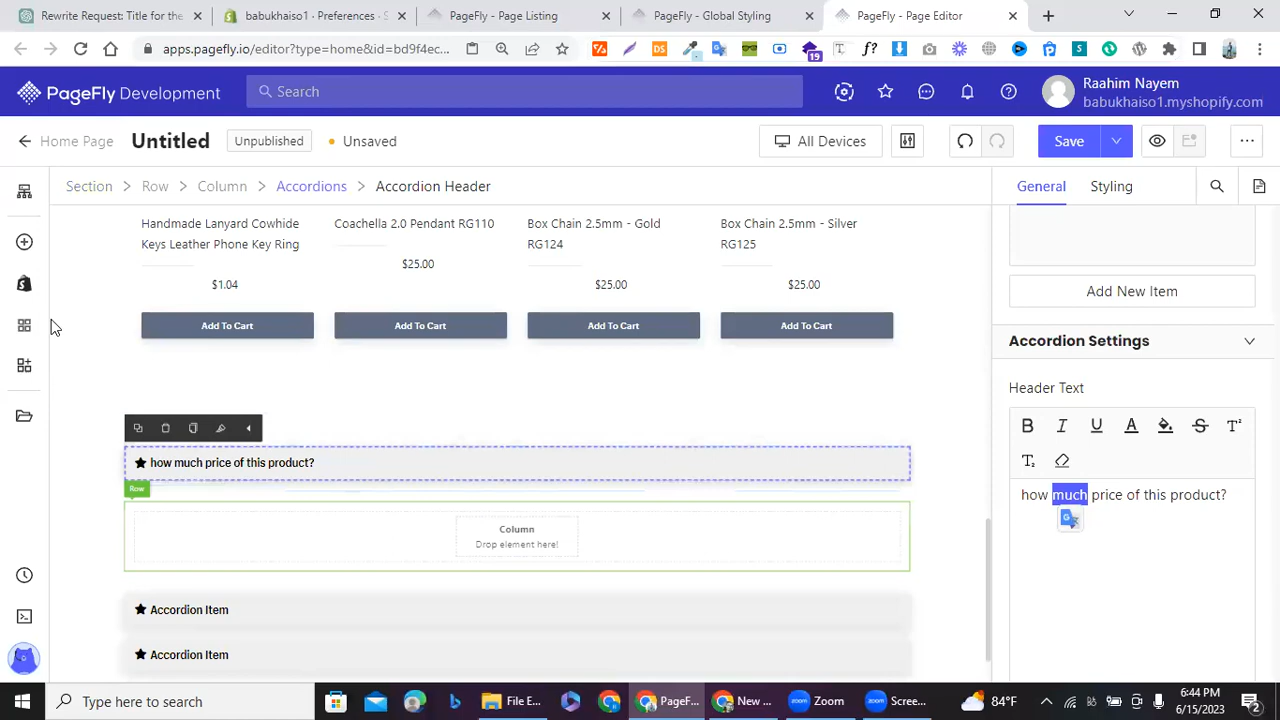 Rewrite Request: Title for the
babukhaiso1 · Preferences · S
PageFly - Page Listing
PageFly - Global Styling
PageFly - Page Editor
apps.pagefly.io/editor?type=home&id=bd9f4ec...
19
PageFly Development
Search
Raahim Nayem
babukhaiso1.myshopify.com
Home Page
Untitled
Unpublished
Unsaved
All Devices
Save
Section > Row > Column > Accordions > Accordion Header
General
Styling
Handmade Lanyard Cowhide
Keys Leather Phone Key Ring
$1.04
Add To Cart
Coachella 2.0 Pendant RG110
$25.00
Add To Cart
Box Chain 2.5mm - Gold
RG124
$25.00
Add To Cart
Box Chain 2.5mm - Silver
RG125
$25.00
Add To Cart
Add New Item
Accordion Settings
Header Text
how much price of this product?
how much price of this product?
Row
Column
Drop element here!
Accordion Item
Accordion Item
Type here to search
File E...
PageF...
New ...
Zoom
Scree...
84°F
6:44 PM
6/15/2023
2